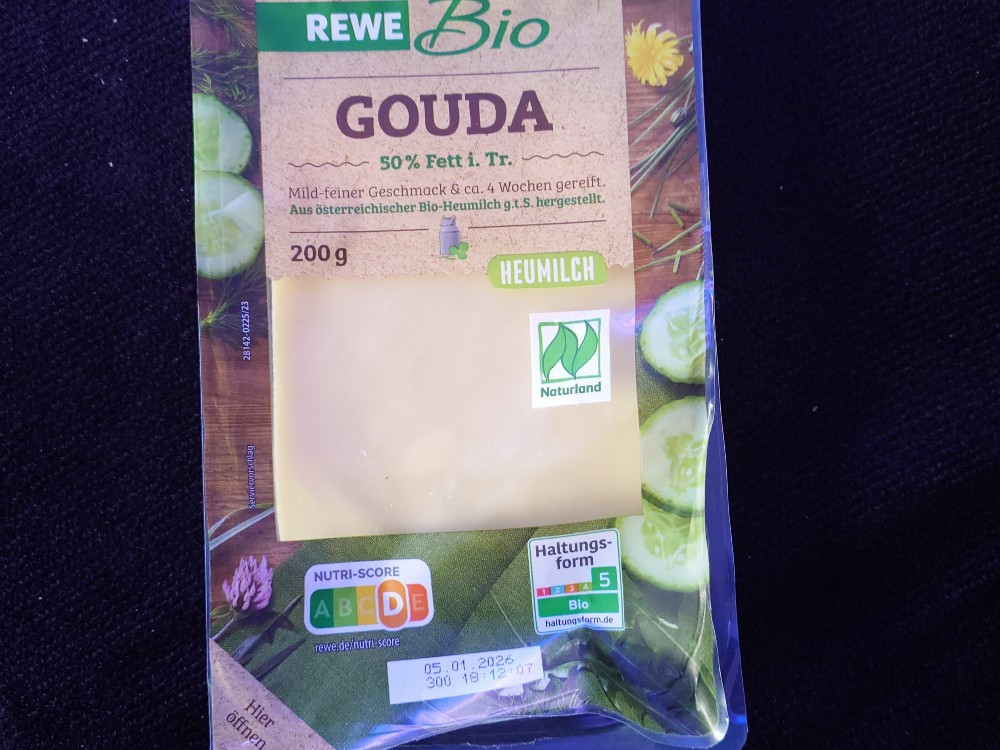 REWE Bio
GOUDA
50% Fett i. Tr.
Mild-feiner Geschmack & ca. 4 Wochen gereift.
Aus österreichischer Bio-Heumilch g.t.S. hergestellt.
200 g
HEUMILCH
Naturland
28142-0225/23
Serviervorschlag
Haltungs-
form
1 2 3 4 5
Bio
haltungsform.de
NUTRI-SCORE
A B C D E
rewe.de/nutri-score
05.01.2026
300 18:12:07
Hier
öffnen